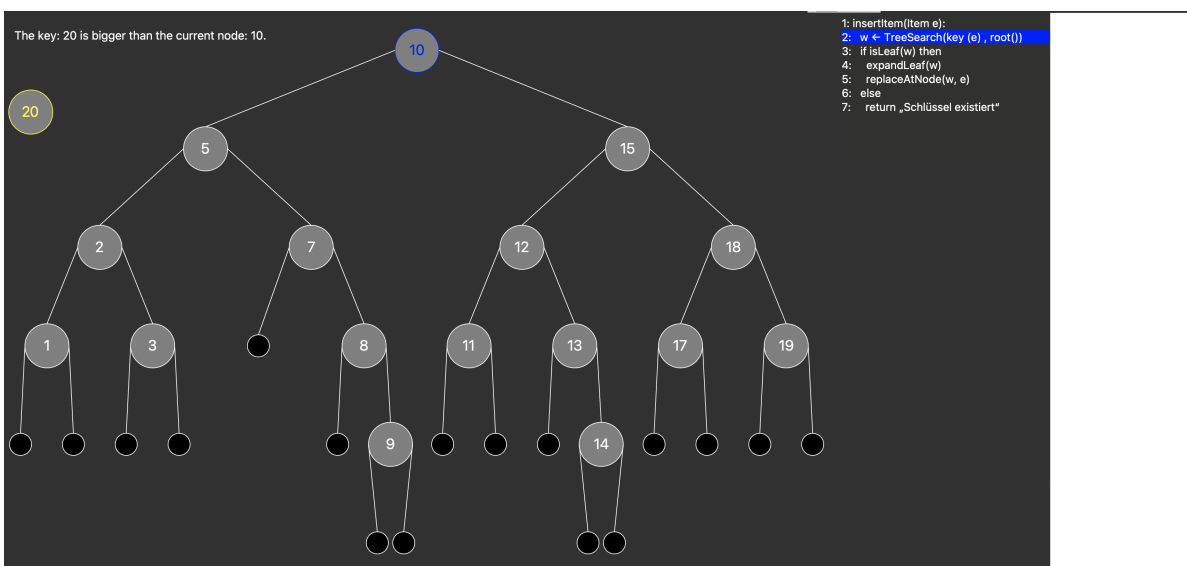 The key: 20 is bigger than the current node: 10.
1: insertItem(Item e):
2: w ← TreeSearch(key (e) , root())
3: if isLeaf(w) then
4: expandLeaf(w)
5: replaceAtNode(w, e)
6: else
7: return „Schlüssel existiert“
10
20
5
15
2
7
12
18
1
3
8
11
13
17
19
9
14